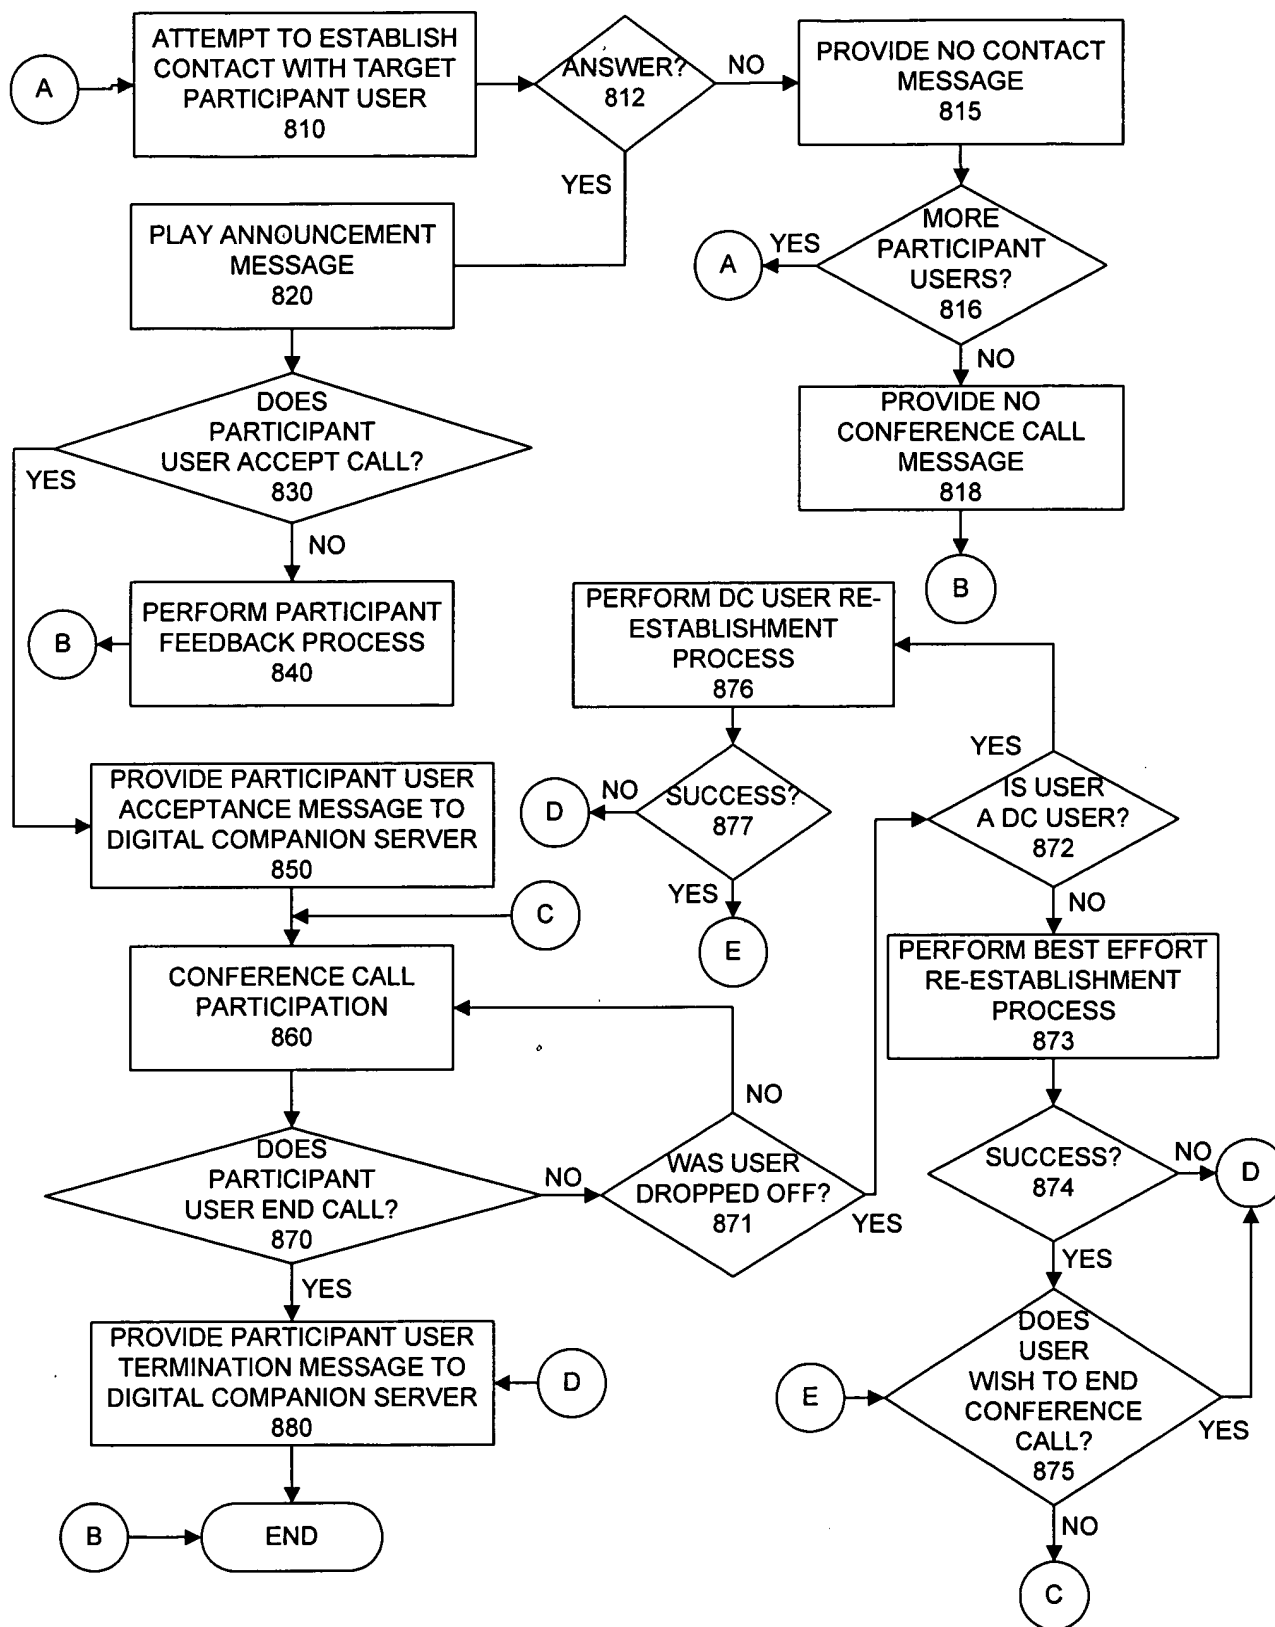 A
ATTEMPT TO ESTABLISH
CONTACT WITH TARGET
PARTICIPANT USER
810
ANSWER?
812
NO
YES
PROVIDE NO CONTACT
MESSAGE
815
MORE
PARTICIPANT
USERS?
816
YES
A
NO
PROVIDE NO
CONFERENCE CALL
MESSAGE
818
B
PLAY ANNOUNCEMENT
MESSAGE
820
DOES
PARTICIPANT
USER ACCEPT CALL?
830
YES
NO
PERFORM PARTICIPANT
FEEDBACK PROCESS
840
B
PROVIDE PARTICIPANT USER
ACCEPTANCE MESSAGE TO
DIGITAL COMPANION SERVER
850
C
CONFERENCE CALL
PARTICIPATION
860
DOES
PARTICIPANT
USER END CALL?
870
NO
YES
WAS USER
DROPPED OFF?
871
NO
YES
IS USER
A DC USER?
872
YES
NO
PERFORM DC USER RE-
ESTABLISHMENT
PROCESS
876
SUCCESS?
877
NO
D
YES
E
PERFORM BEST EFFORT
RE-ESTABLISHMENT
PROCESS
873
SUCCESS?
874
NO
D
YES
E
DOES
USER
WISH TO END
CONFERENCE
CALL?
875
YES
NO
C
PROVIDE PARTICIPANT USER
TERMINATION MESSAGE TO
DIGITAL COMPANION SERVER
880
D
B
END